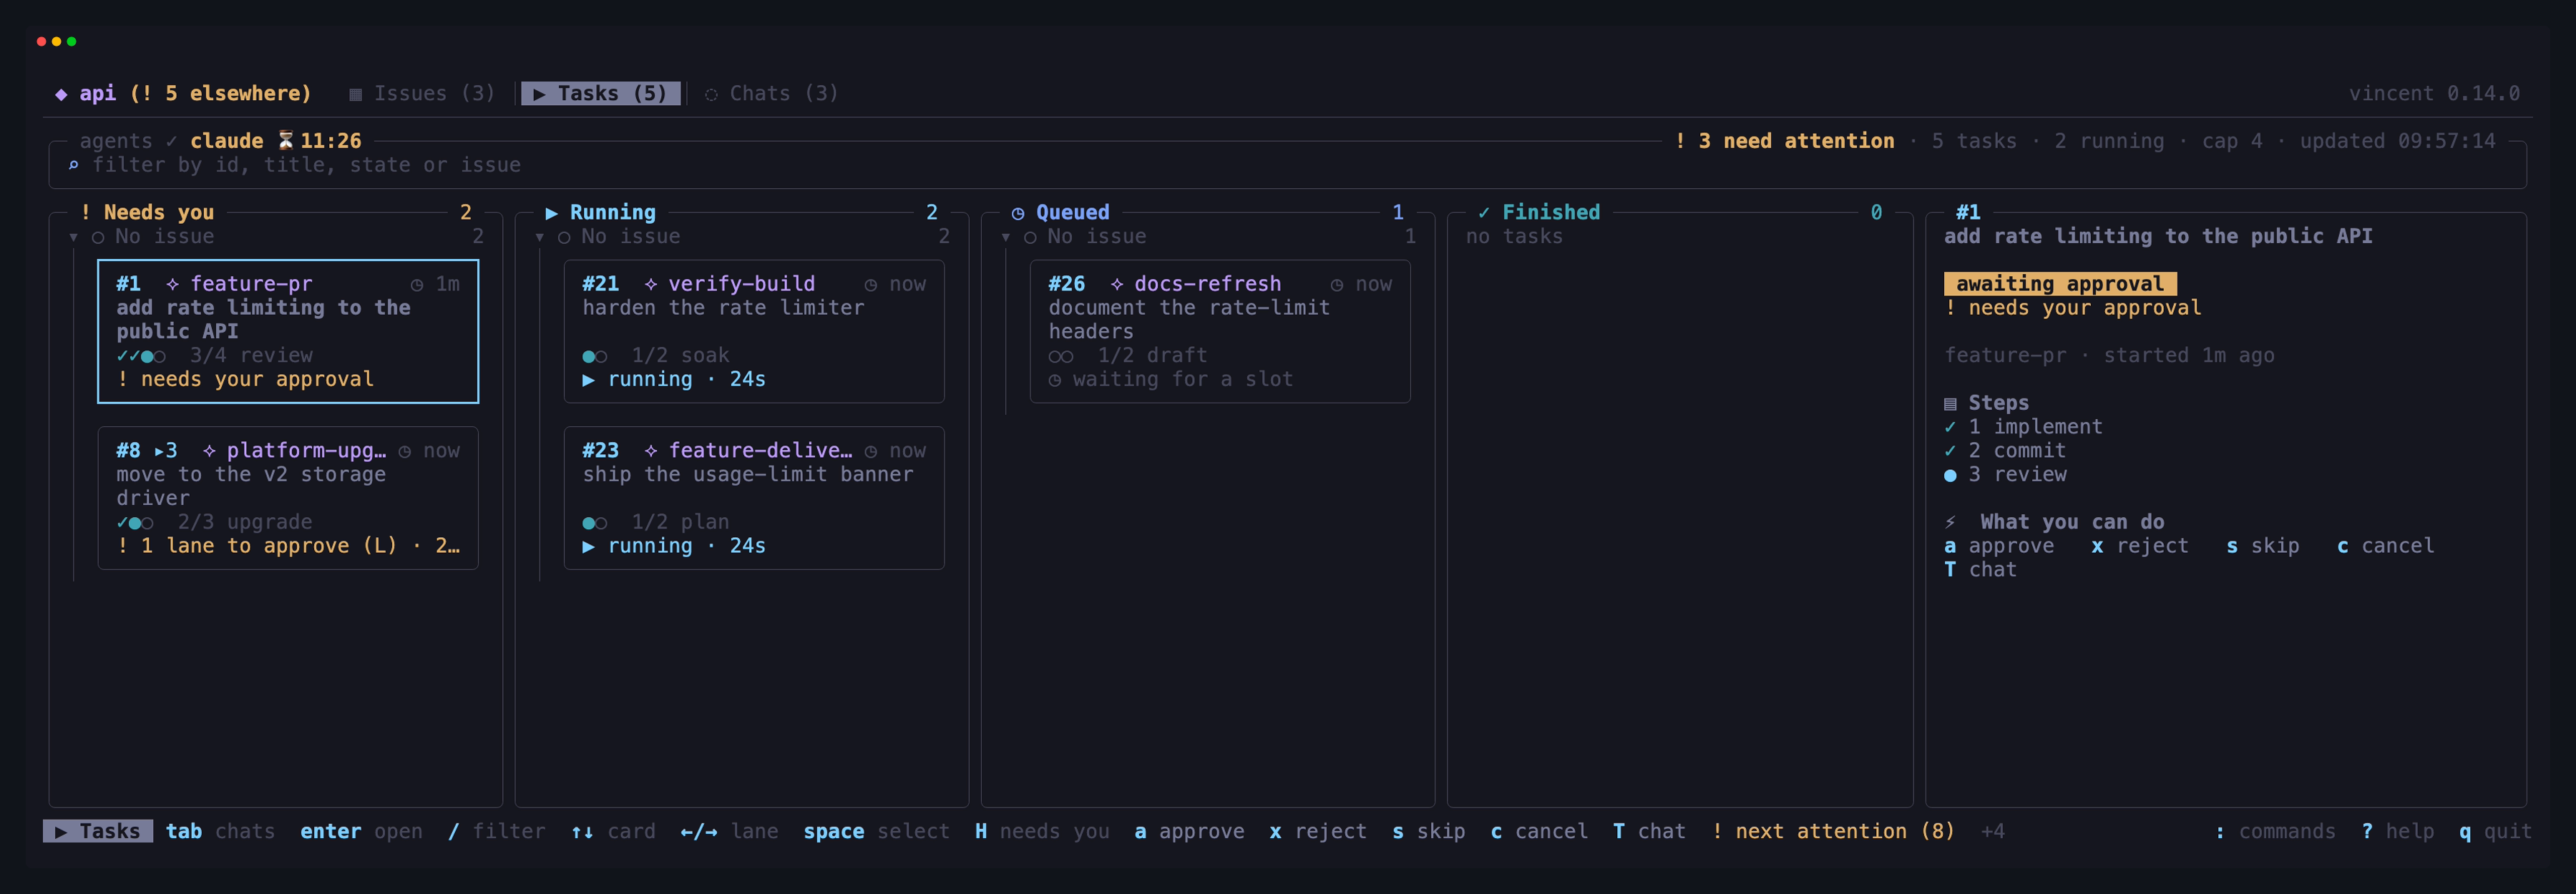 ◆ api (! 5 elsewhere) ▦ Issues (3) ▶ Tasks (5) ◌ Chats (3) vincent 0.14.0
agents ✓ claude ⏳11:26 ! 3 need attention · 5 tasks · 2 running · cap 4 · updated 09:57:14
⌕ filter by id, title, state or issue
! Needs you 2
▾ ○ No issue 2
#1 ✧ feature-pr ◷ 1m
add rate limiting to the
public API
✓✓●○ 3/4 review
! needs your approval
#8 ▸3 ✧ platform-upg… ◷ now
move to the v2 storage
driver
✓●○ 2/3 upgrade
! 1 lane to approve (L) · 2…
▶ Running 2
▾ ○ No issue 2
#21 ✧ verify-build ◷ now
harden the rate limiter
●○ 1/2 soak
▶ running · 24s
#23 ✧ feature-delive… ◷ now
ship the usage-limit banner
●○ 1/2 plan
▶ running · 24s
◷ Queued 1
▾ ○ No issue 1
#26 ✧ docs-refresh ◷ now
document the rate-limit
headers
○○ 1/2 draft
◷ waiting for a slot
✓ Finished 0
no tasks
#1
add rate limiting to the public API
awaiting approval
! needs your approval
feature-pr · started 1m ago
▤ Steps
✓ 1 implement
✓ 2 commit
● 3 review
⚡ What you can do
a approve x reject s skip c cancel
T chat
▶ Tasks tab chats enter open / filter ↑↓ card ←/→ lane space select H needs you a approve x reject s skip c cancel T chat ! next attention (8) +4 : commands ? help q quit